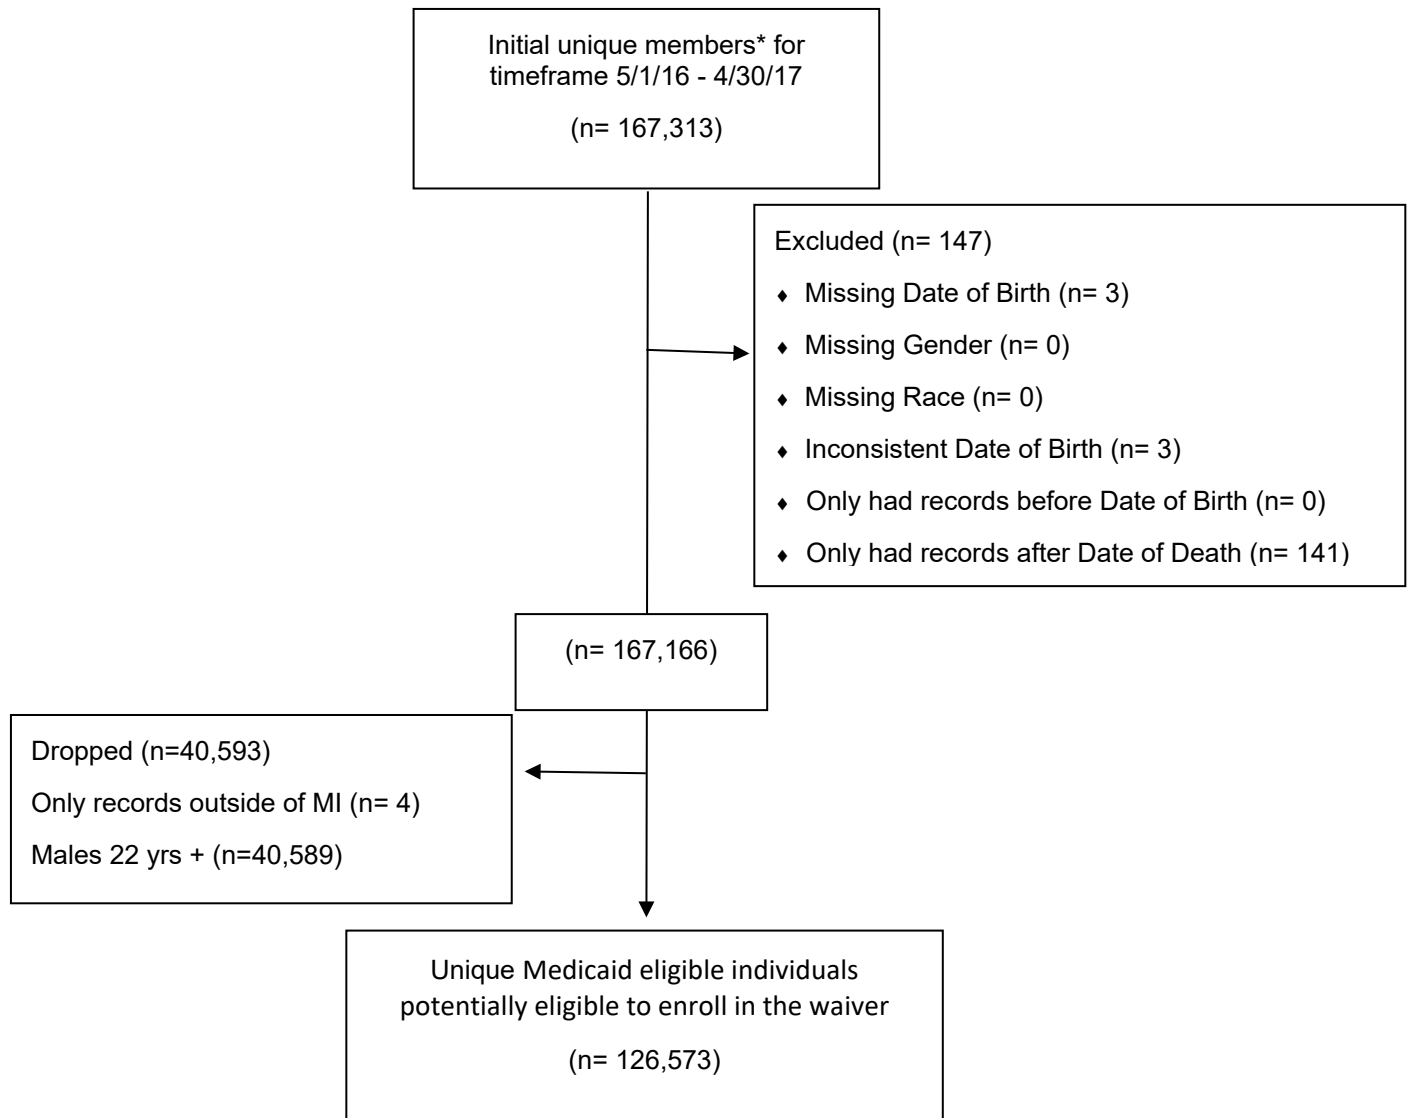 Initial unique members* for
timeframe 5/1/16 - 4/30/17
(n= 167,313)
Excluded (n= 147)
♦ Missing Date of Birth (n= 3)
♦ Missing Gender (n= 0)
♦ Missing Race (n= 0)
♦ Inconsistent Date of Birth (n= 3)
♦ Only had records before Date of Birth (n= 0)
♦ Only had records after Date of Death (n= 141)
(n= 167,166)
Dropped (n=40,593)
Only records outside of MI (n= 4)
Males 22 yrs + (n=40,589)
Unique Medicaid eligible individuals
potentially eligible to enroll in the waiver
(n= 126,573)